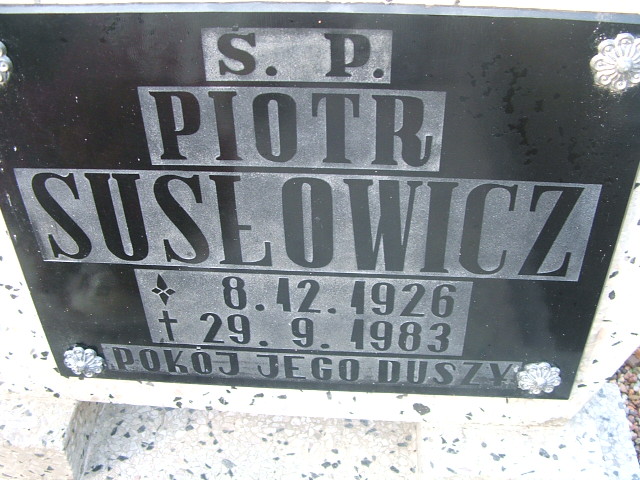 S. P.
PIOTR
SUSŁOWICZ
8.12.1926
† 29.9.1983
POKÓJ JEGO DUSZY